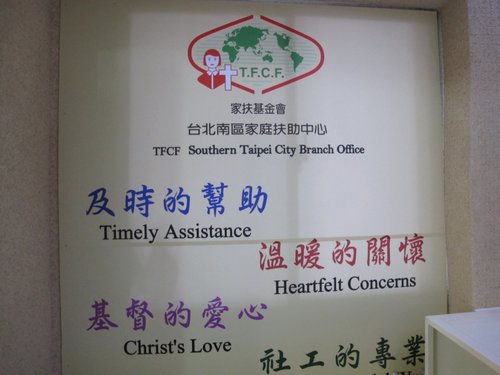 T.F.C.F.
家扶基金會
台北南區家庭扶助中心
TFCF Southern Taipei City Branch Office
及時的幫助
Timely Assistance
溫暖的關懷
Heartfelt Concerns
基督的愛心
Christ's Love
社工的專業